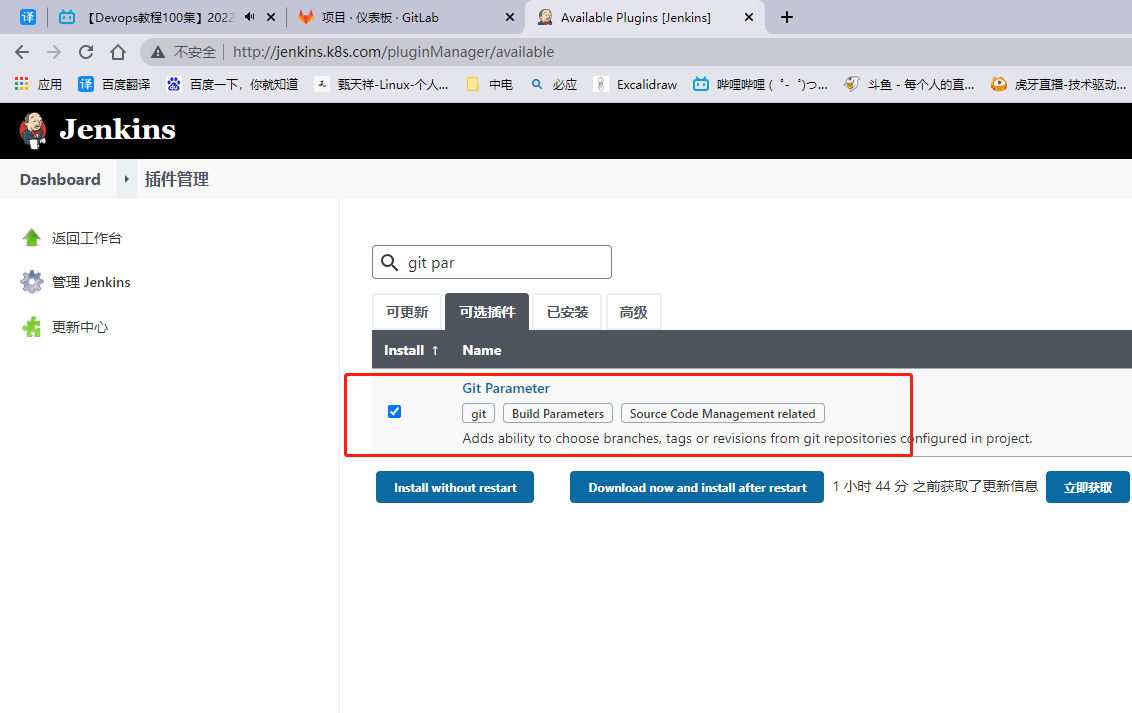 译 【Devops教程100集】2022 项目 · 仪表板 · GitLab Available Plugins [Jenkins]
不安全 http://jenkins.k8s.com/pluginManager/available
应用 译 百度翻译 百度一下，你就知道 甄天祥-Linux-个人... 中电 必应 Excalidraw 哔哩哔哩 ( ゜- ゜)つ... 斗鱼 - 每个人的直... 虎牙直播-技术驱动...
Jenkins
Dashboard 插件管理
返回工作台
管理 Jenkins
更新中心
git par
可更新 可选插件 已安装 高级
Install ↑ Name
Git Parameter
git Build Parameters Source Code Management related
Adds ability to choose branches, tags or revisions from git repositories configured in project.
Install without restart Download now and install after restart 1 小时 44 分 之前获取了更新信息 立即获取